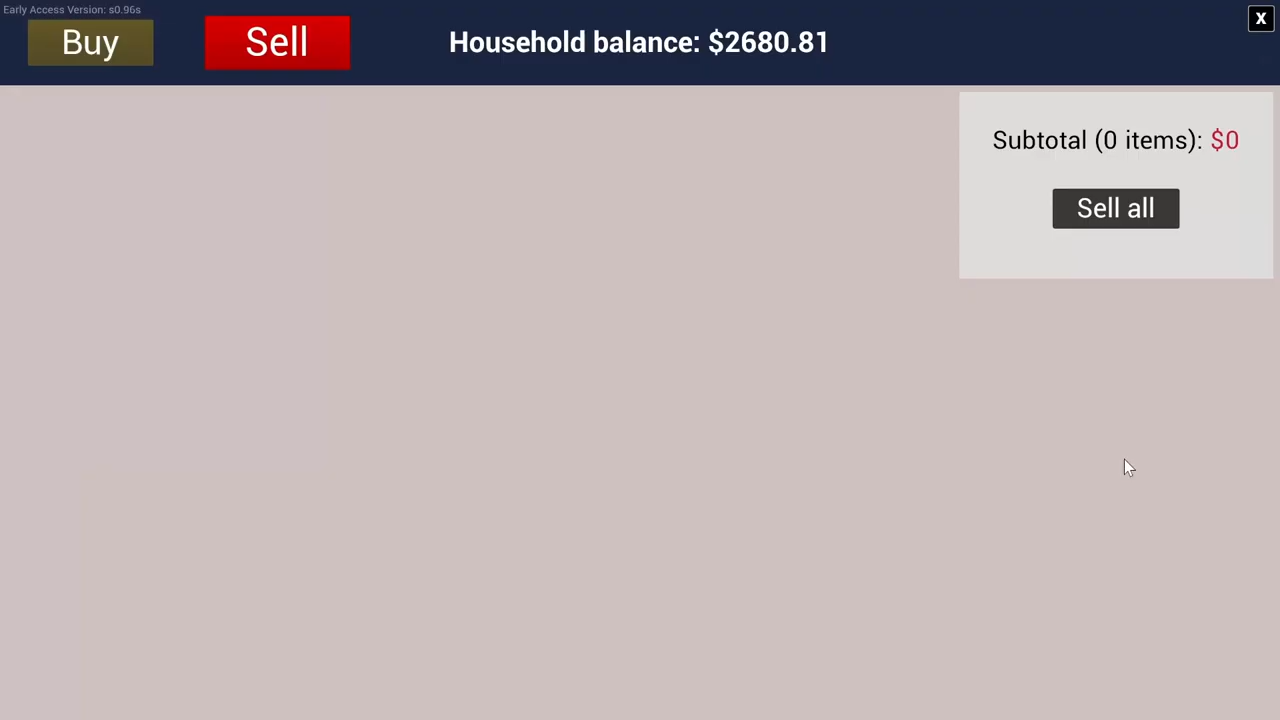 Early Access Version: s0.96s
Buy
Sell
Household balance: $2680.81
X
Subtotal (0 items): $0
Sell all